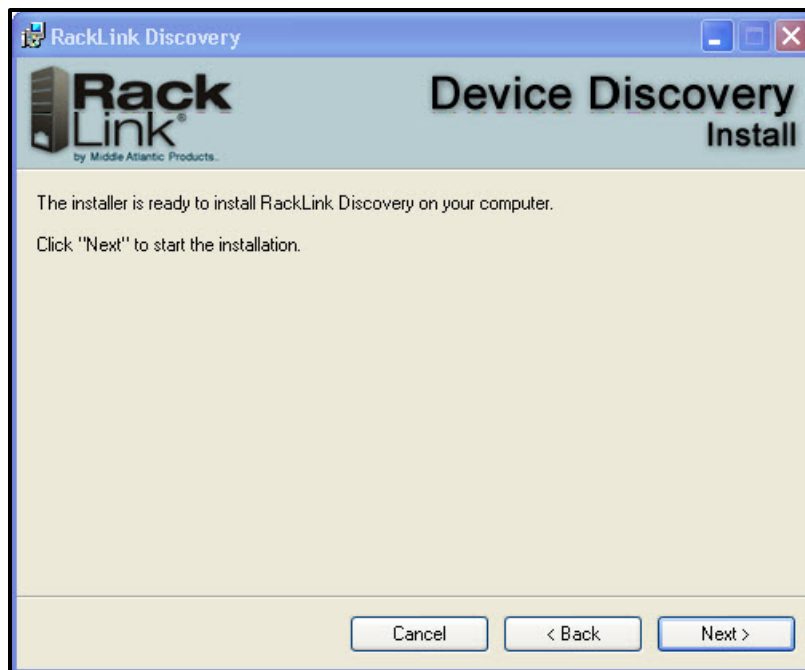 RackLink Discovery
Rack
Link®
by Middle Atlantic Products..
Device Discovery
Install
The installer is ready to install RackLink Discovery on your computer.
Click "Next" to start the installation.
Cancel
< Back
Next >